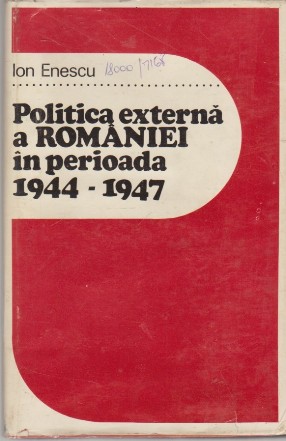 Ion Enescu 18000/7168
Politica externă
a ROMÂNIEI
în perioada
1944 - 1947